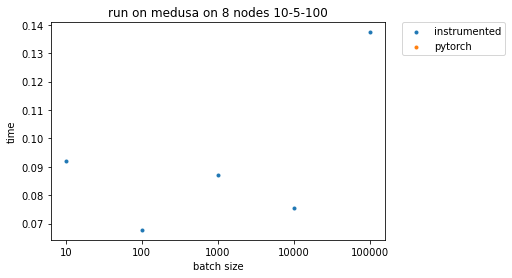 run on medusa on 8 nodes 10-5-100
instrumented
pytorch
0.14
0.13
0.12
0.11
0.10
0.09
0.08
0.07
time
10 100 1000 10000 100000
batch size